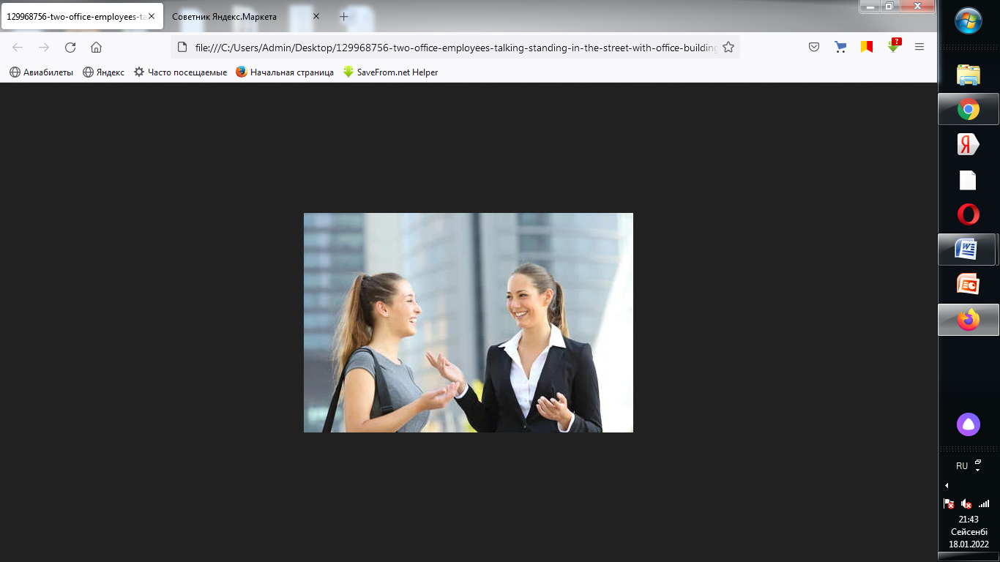 129968756-two-office-employees-ta
Советник Яндекс.Маркета
file:///C:/Users/Admin/Desktop/129968756-two-office-employees-talking-standing-in-the-street-with-office-building
Авиабилеты
Яндекс
Часто посещаемые
Начальная страница
SaveFrom.net Helper
RU
21:43
Сейсенбі
18.01.2022